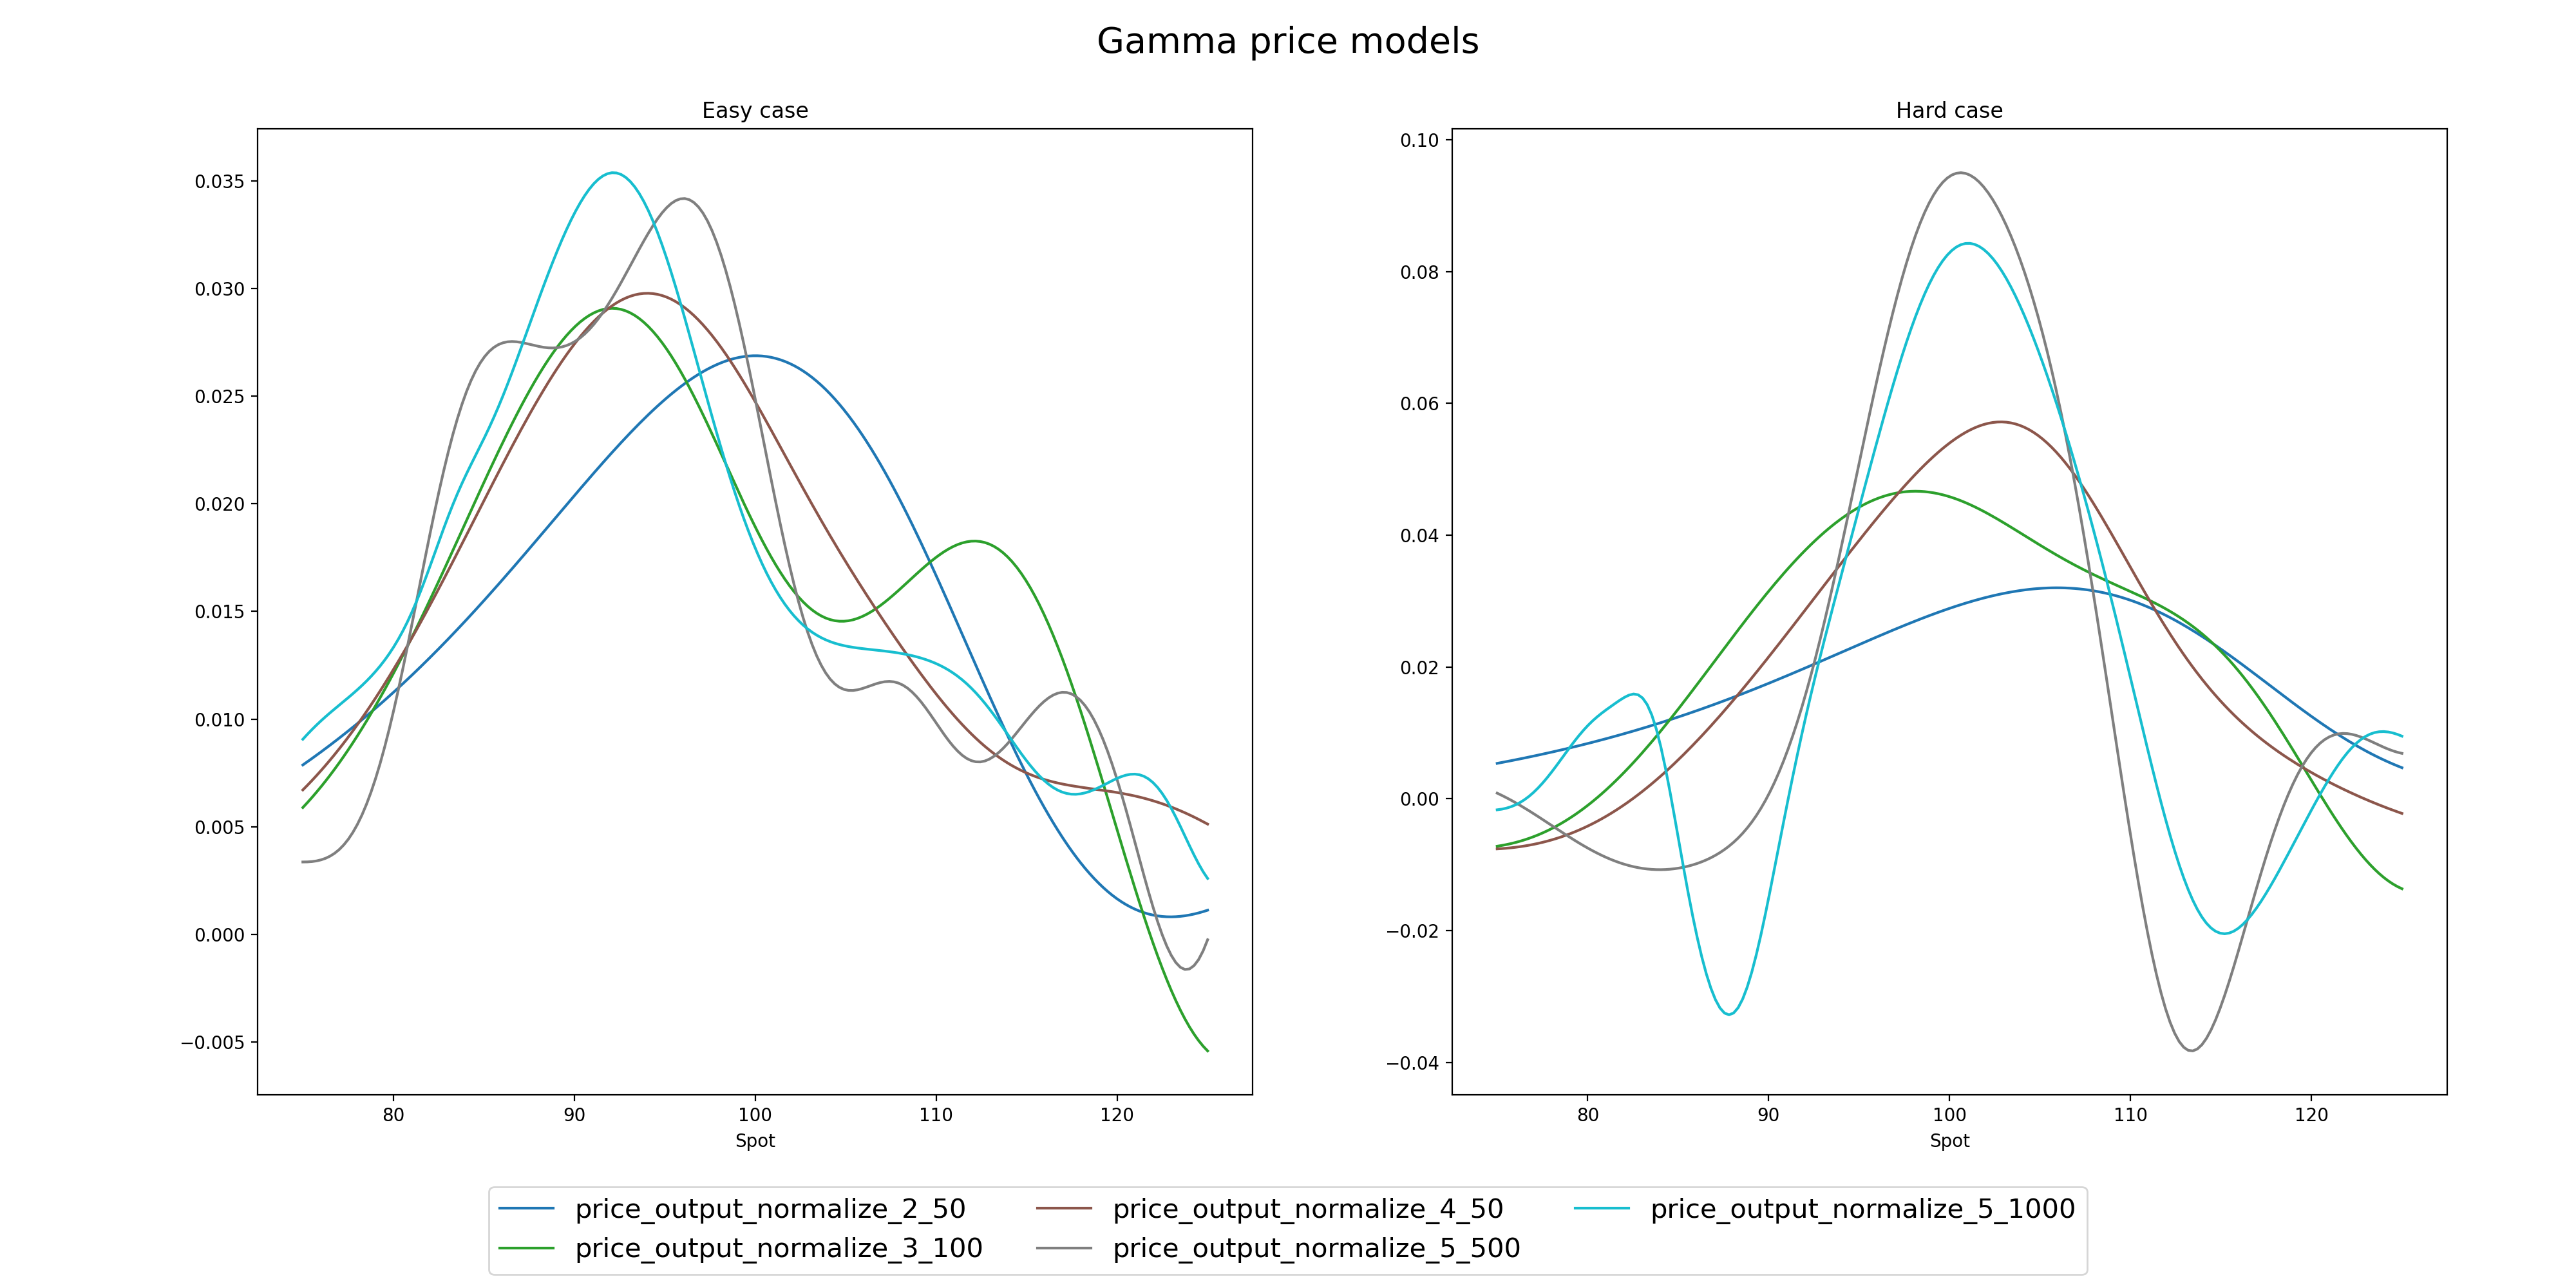 Gamma price models
Easy case
0.035
0.030
0.025
0.020
0.015
0.010
0.005
0.000
−0.005
80 90 100 110 120
Spot
Hard case
0.10
0.08
0.06
0.04
0.02
0.00
−0.02
−0.04
80 90 100 110 120
Spot
price_output_normalize_2_50
price_output_normalize_3_100
price_output_normalize_4_50
price_output_normalize_5_500
price_output_normalize_5_1000